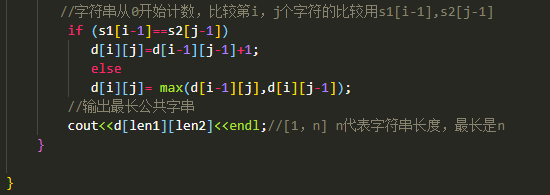 //字符串从0开始计数，比较第i，j个字符的比较用s1[i-1],s2[j-1]
if (s1[i-1]==s2[j-1])
d[i][j]=d[i-1][j-1]+1;
else
d[i][j]= max(d[i-1][j],d[i][j-1]);
//输出最长公共字串
cout<<d[len1][len2]<<endl;//[1，n] n代表字符串长度，最长是n
}
}